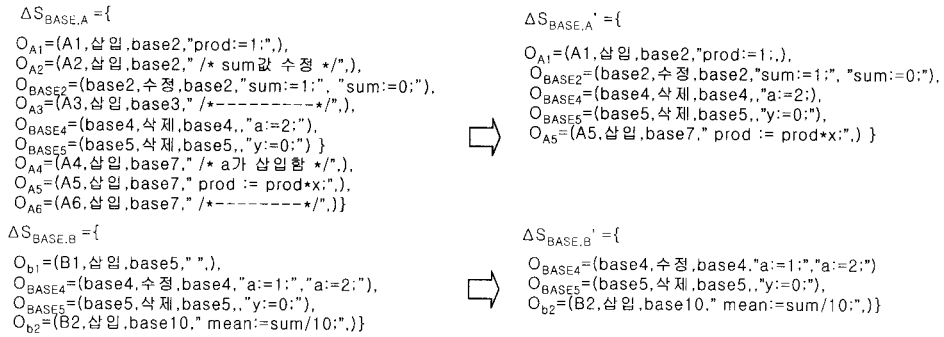 ΔS_BASE,A ={
O_A1=(A1,삽입,base2,"prod:=1;",),
O_A2=(A2,삽입,base2," /* sum값 수정 */",),
O_BASE2=(base2,수정,base2,"sum:=1;", "sum:=0;"),
O_A3=(A3,삽입,base3," /*---------*/",),
O_BASE4=(base4,삭제,base4,,"a:=2;"),
O_BASE5=(base5,삭제,base5,,"y:=0;") }
O_A4=(A4,삽입,base7," /* a가 삽입함 */",),
O_A5=(A5,삽입,base7," prod := prod*x;",),
O_A6=(A6,삽입,base7," /*---------*/",)}
ΔS_BASE,A' ={
O_A1=(A1,삽입,base2,"prod:=1;,),
O_BASE2=(base2,수정,base2,"sum:=1;", "sum:=0;"),
O_BASE4=(base4,삭제,base4,,"a:=2;),
O_BASE5=(base5,삭제,base5,,"y:=0;"),
O_A5=(A5,삽입,base7," prod := prod*x;",) }
ΔS_BASE,B ={
O_b1=(B1,삽입,base5," ",),
O_BASE4=(base4,수정,base4,"a:=1;","a:=2;"),
O_BASE5=(base5,삭제,base5,,"y:=0;"),
O_b2=(B2,삽입,base10," mean:=sum/10;",)}
ΔS_BASE,B' ={
O_BASE4=(base4,수정,base4,"a:=1;","a:=2;")
O_BASE5=(base5,삭제,base5,,"y:=0;"),
O_b2=(B2,삽입,base10," mean:=sum/10;",)}